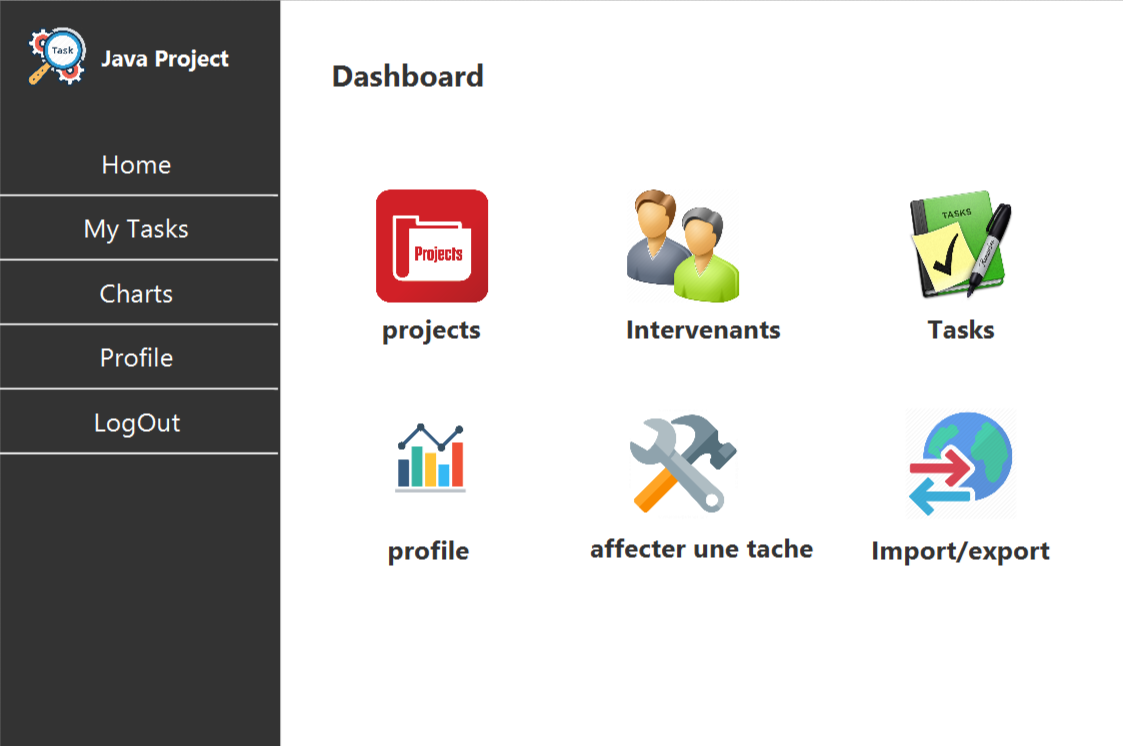 Task
Java Project
Home
My Tasks
Charts
Profile
LogOut
Dashboard
Projects
TASKS
projects
Intervenants
Tasks
profile
affecter une tache
Import/export